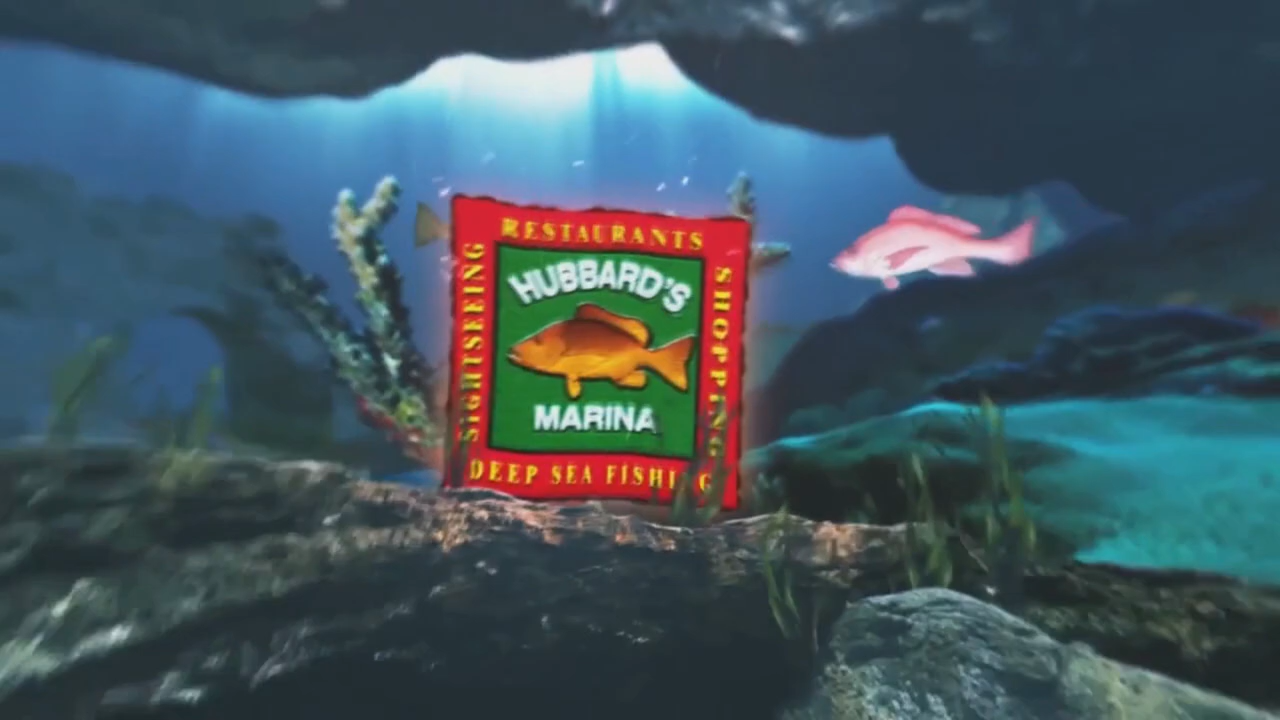 RESTAURANTS
SIGHTSEEING
HUBBARD'S
MARINA
SHOPPING
DEEP SEA FISHING